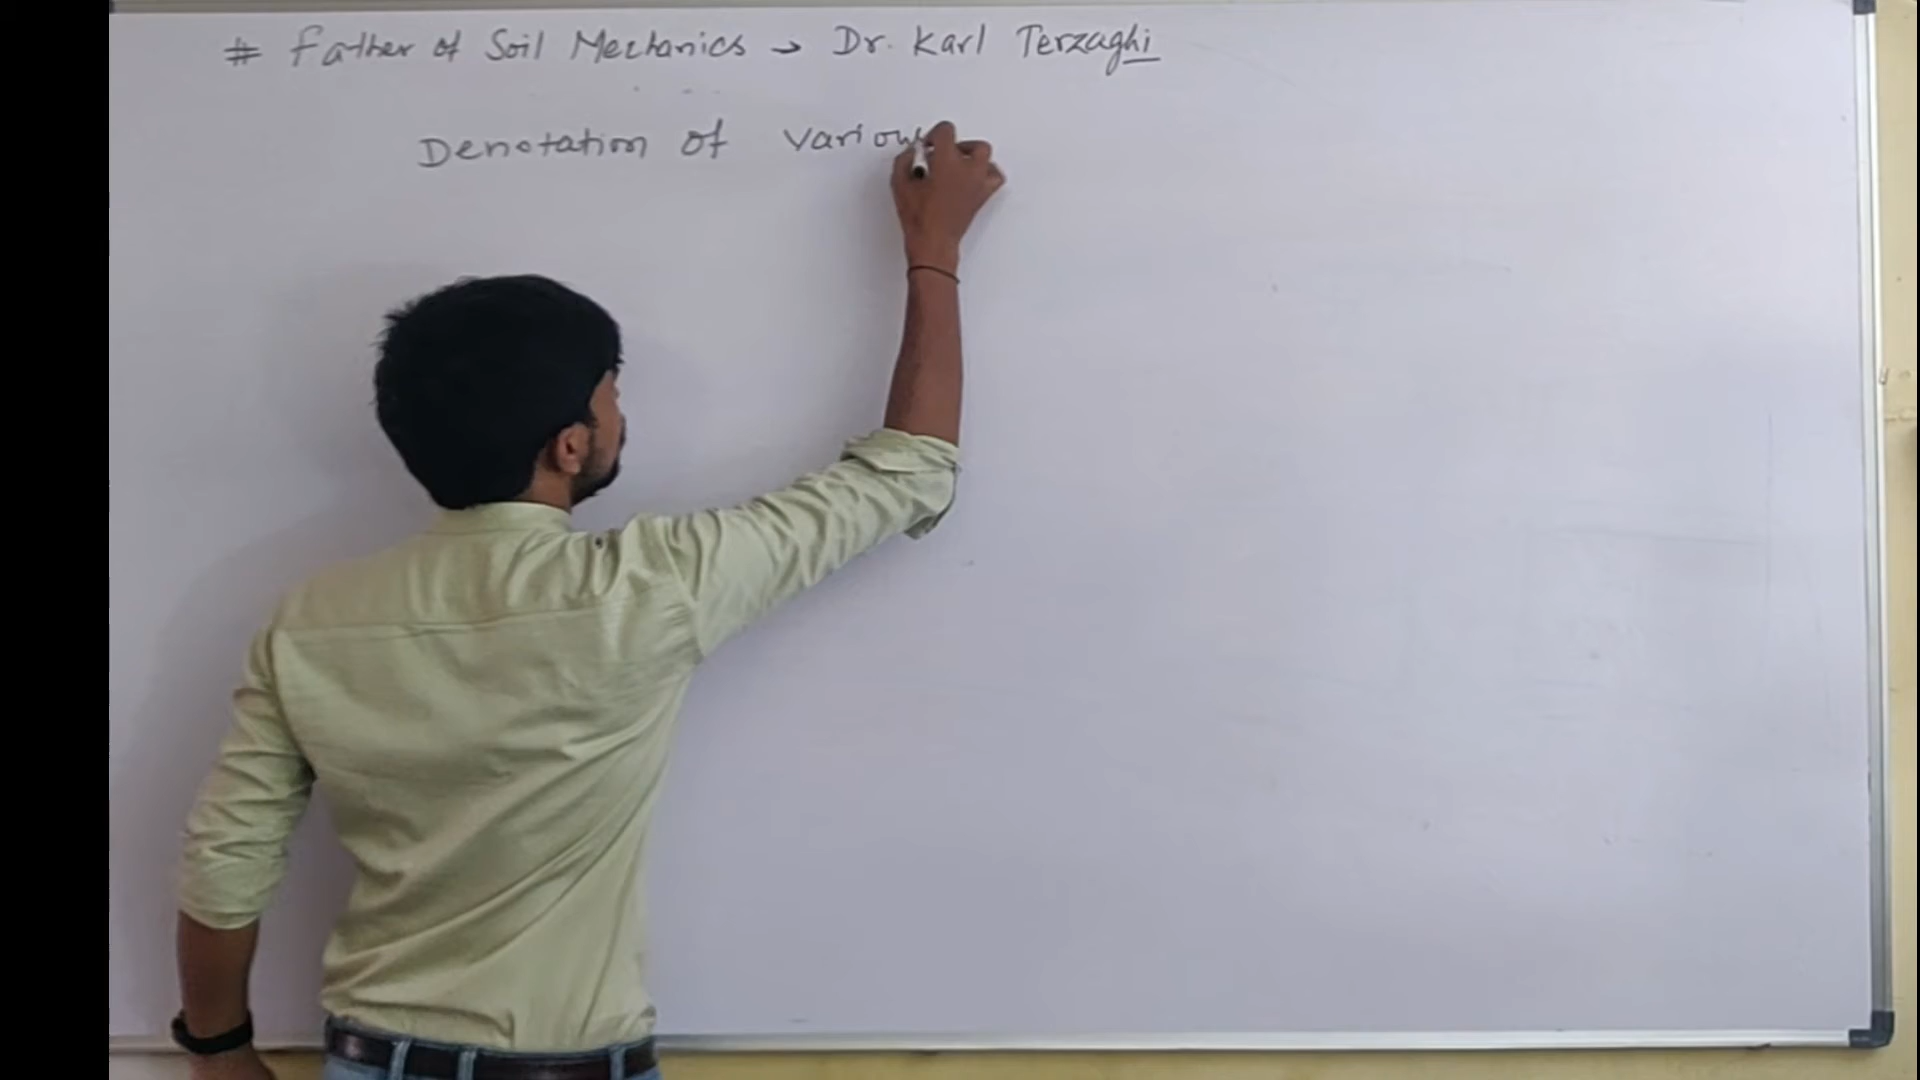 # Father of Soil Mechanics → Dr. Karl Terzaghi
Denotation of various